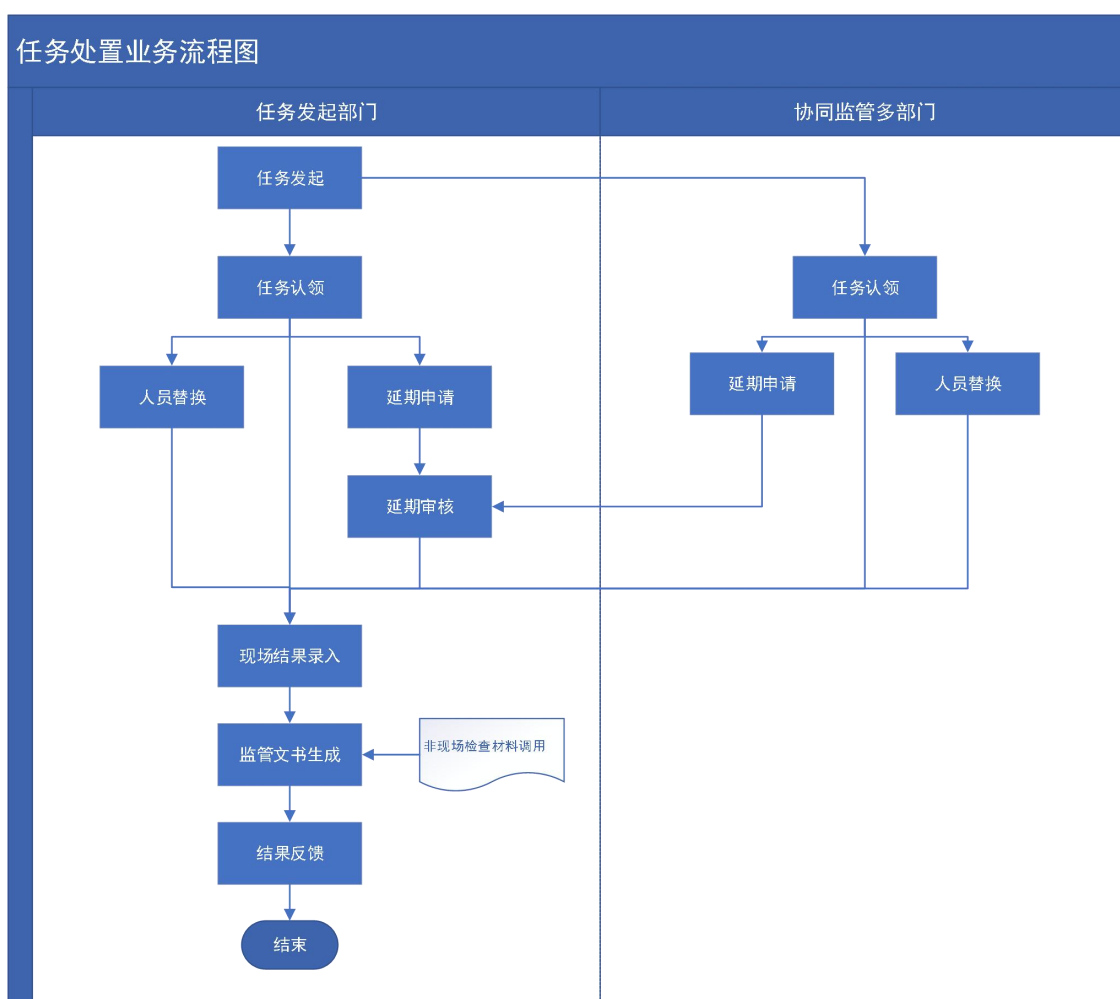 任务处置业务流程图
任务发起部门
协同监管多部门
任务发起
任务认领
任务认领
人员替换
延期申请
延期申请
人员替换
延期审核
现场结果录入
监管文书生成
非现场检查材料调用
结果反馈
结束